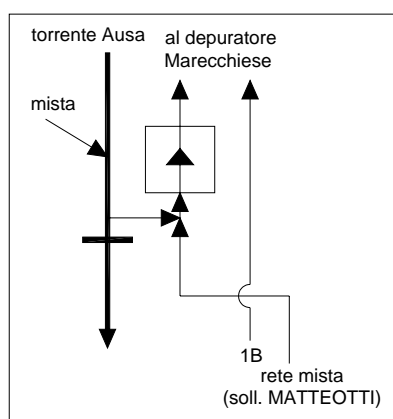 torrente Ausa
al depuratore
Marecchiese
mista
1B
rete mista
(soll. MATTEOTTI)